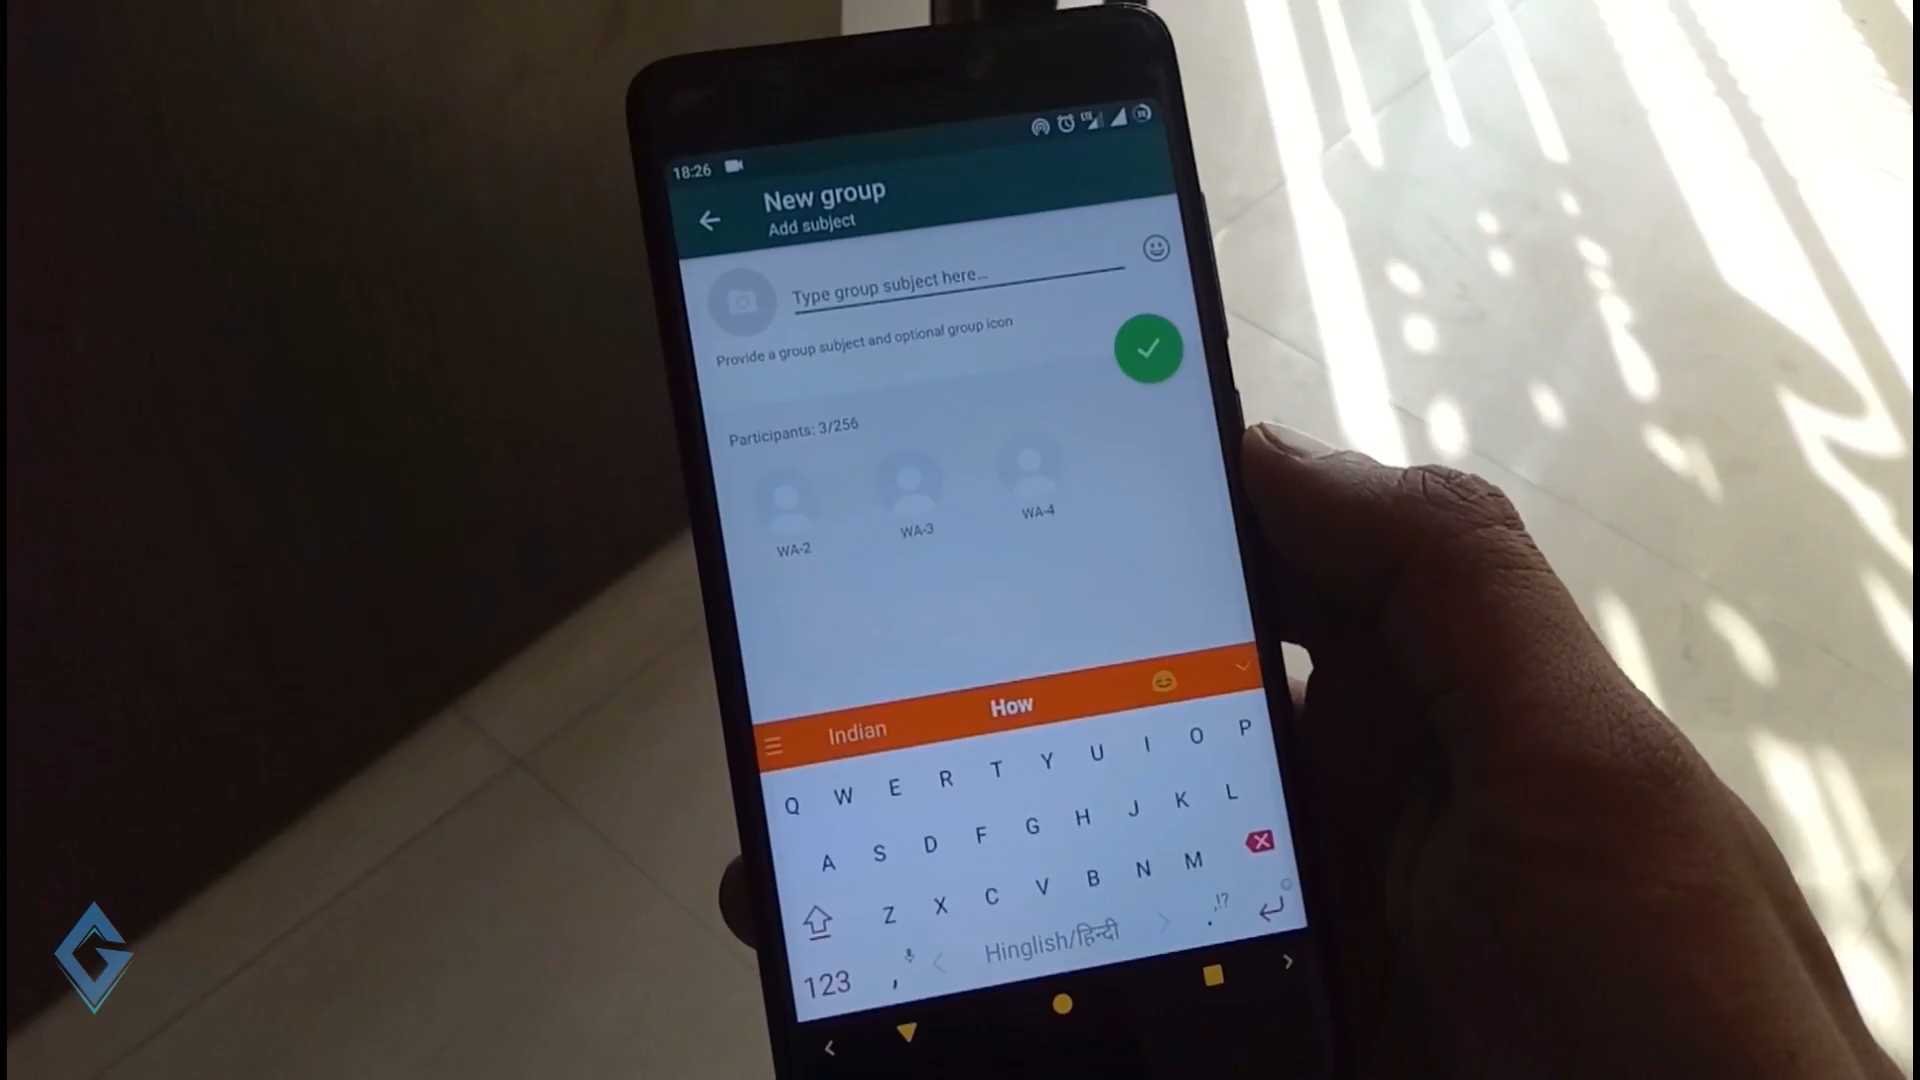 18:26
LTE
New group
Add subject
Type group subject here...
Provide a group subject and optional group icon
Participants: 3/256
WA-2 WA-3 WA-4
Indian How
Q W E R T Y U I O P
A S D F G H J K L
Z X C V B N M
123 , Hinglish/हिन्दी . ,!?